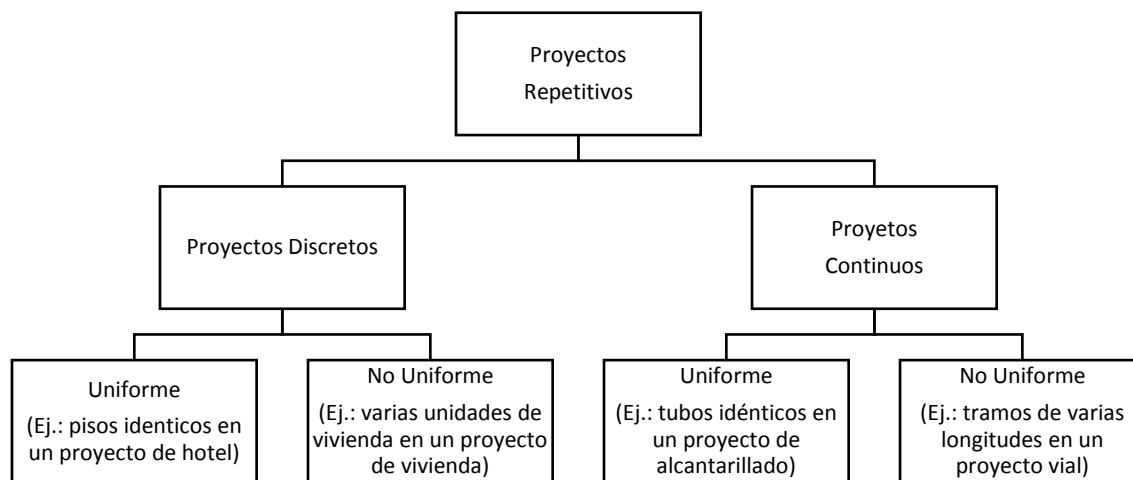 Proyectos
Repetitivos
Proyectos Discretos
Proyetos
Continuos
Uniforme
(Ej.: pisos identicos en
un proyecto de hotel)
No Uniforme
(Ej.: varias unidades de
vivienda en un proyecto
de vivienda)
Uniforme
(Ej.: tubos idénticos en
un proyecto de
alcantarillado)
No Uniforme
(Ej.: tramos de varias
longitudes en un
proyecto vial)